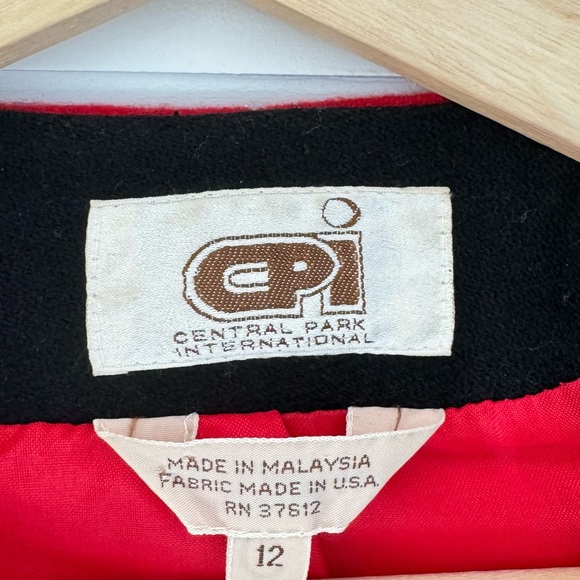 CPI
CENTRAL PARK
INTERNATIONAL
MADE IN MALAYSIA
FABRIC MADE IN U.S.A.
RN 37612
12